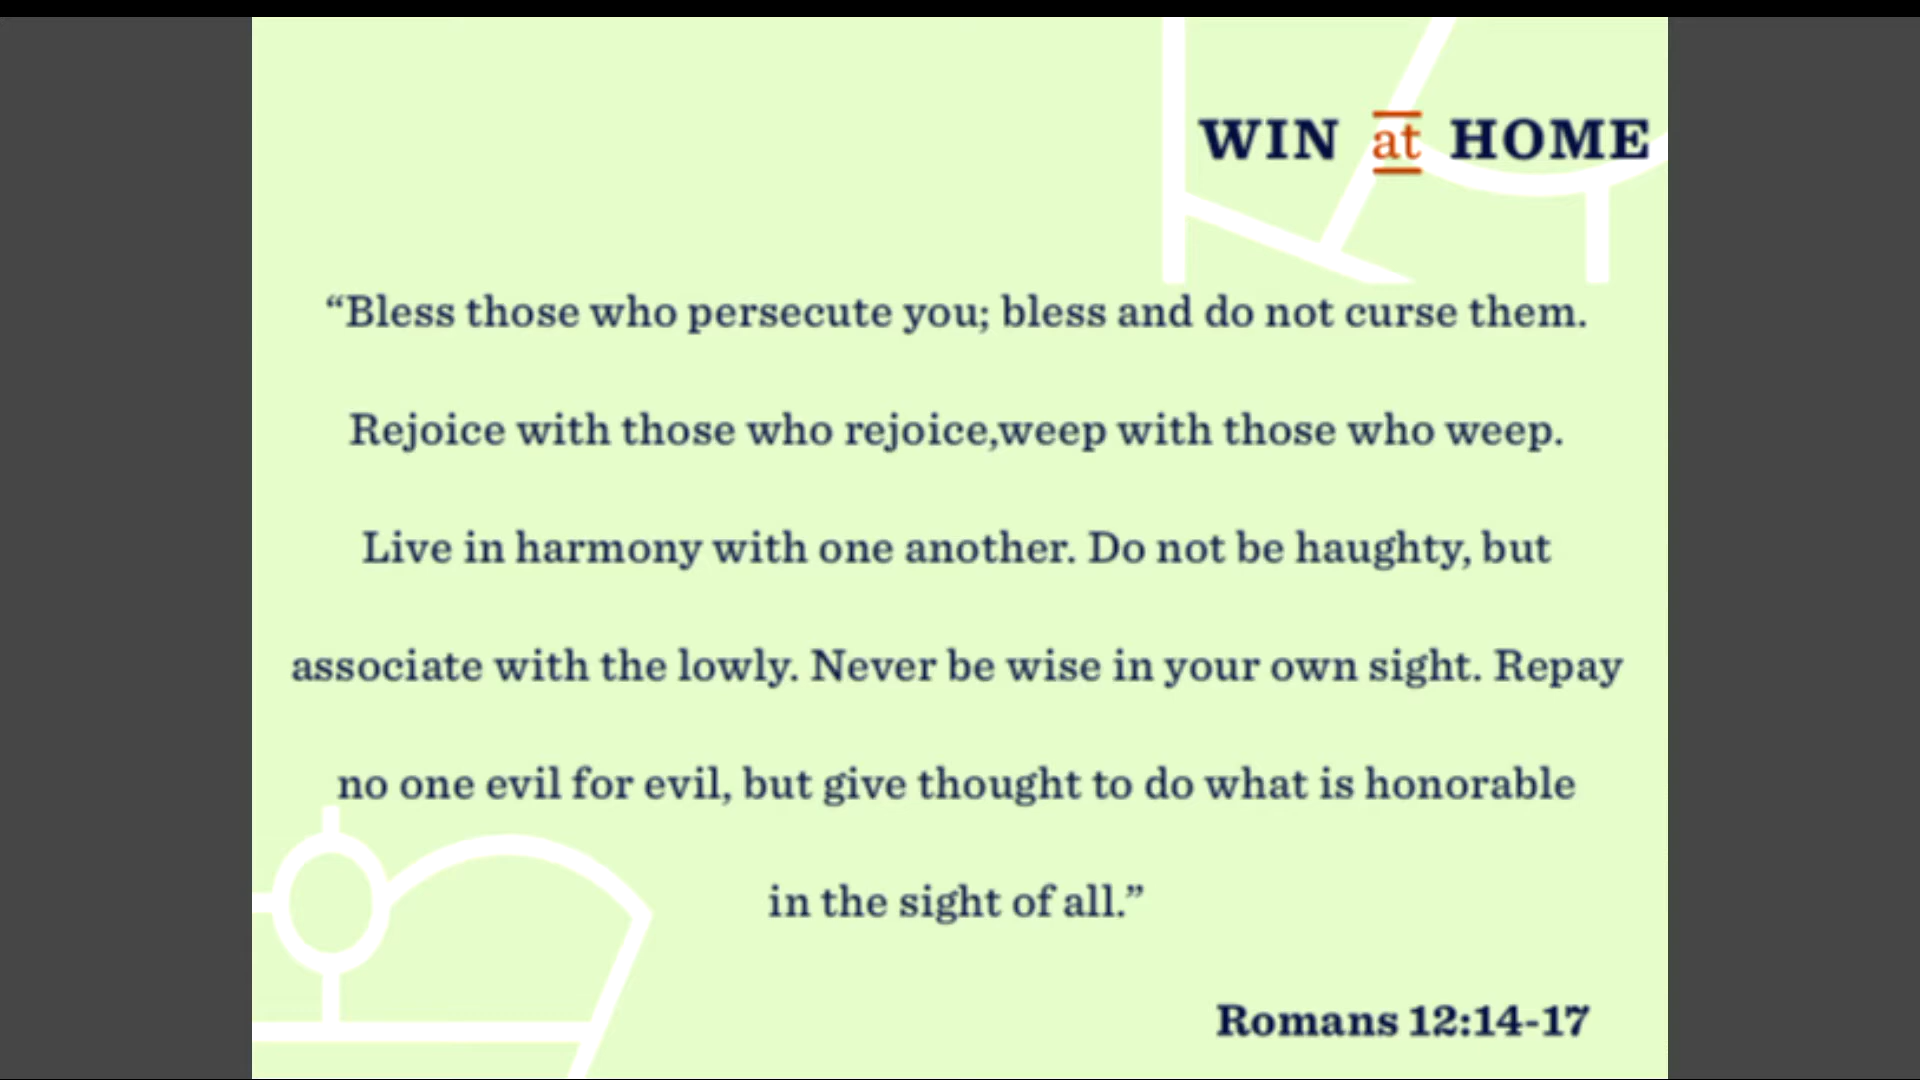 WIN at HOME
“Bless those who persecute you; bless and do not curse them.
Rejoice with those who rejoice,weep with those who weep.
Live in harmony with one another. Do not be haughty, but
associate with the lowly. Never be wise in your own sight. Repay
no one evil for evil, but give thought to do what is honorable
in the sight of all.”
Romans 12:14-17